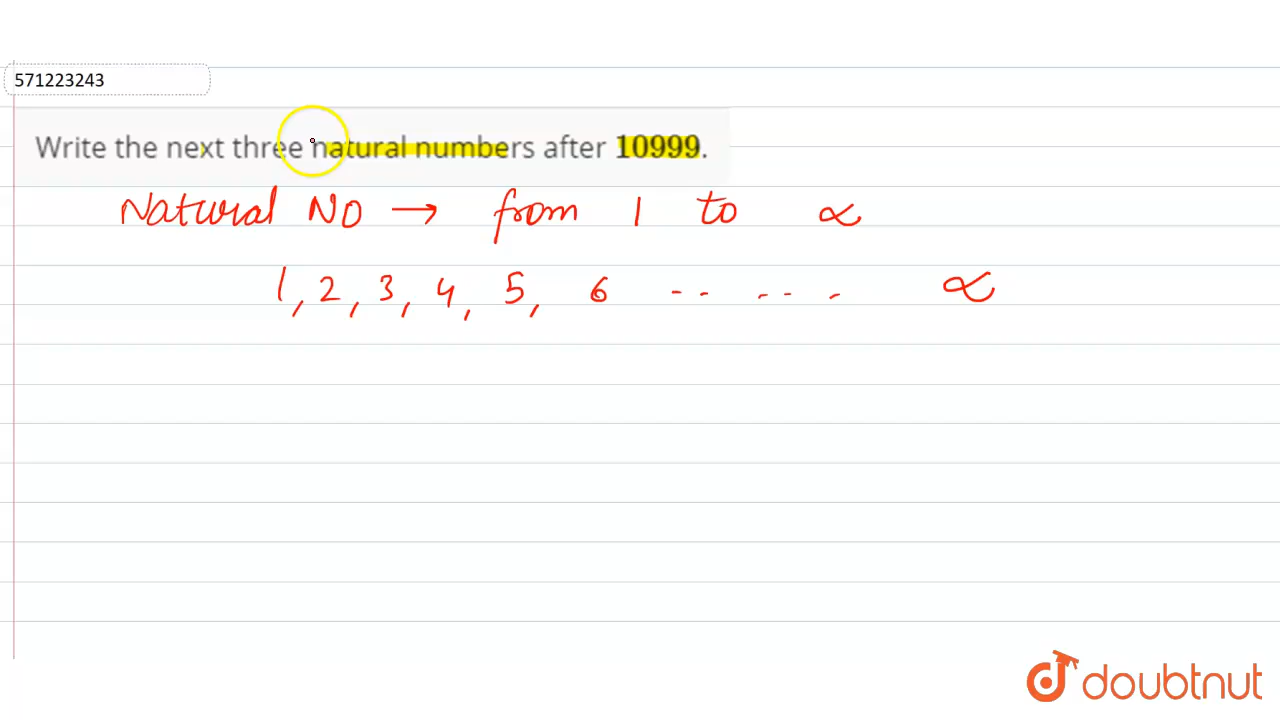 571223243
Write the next three natural numbers after 10999.
Natural No → from 1 to ∝
1, 2, 3, 4, 5, 6 -- -- - ∝
doubtnut